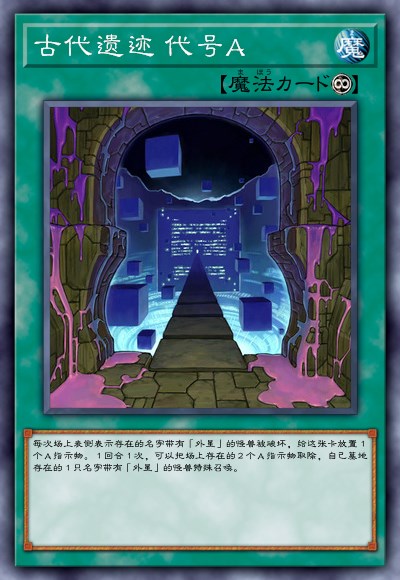 古代遗迹 代号A
魔
【魔法カード】
まほう
每次场上表侧表示存在的名字带有「外星」的怪兽被破坏，给这张卡放置1
个A指示物。1回合1次，可以把场上存在的2个A指示物取除，自己墓地
存在的1只名字带有「外星」的怪兽特殊召唤。